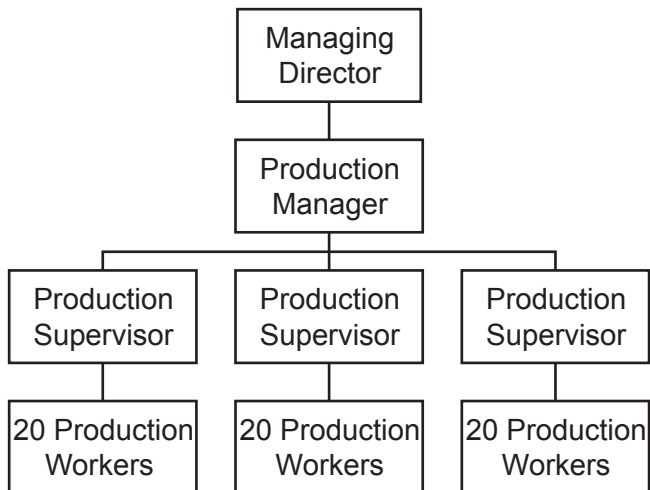 Managing
Director
Production
Manager
Production
Supervisor
Production
Supervisor
Production
Supervisor
20 Production
Workers
20 Production
Workers
20 Production
Workers